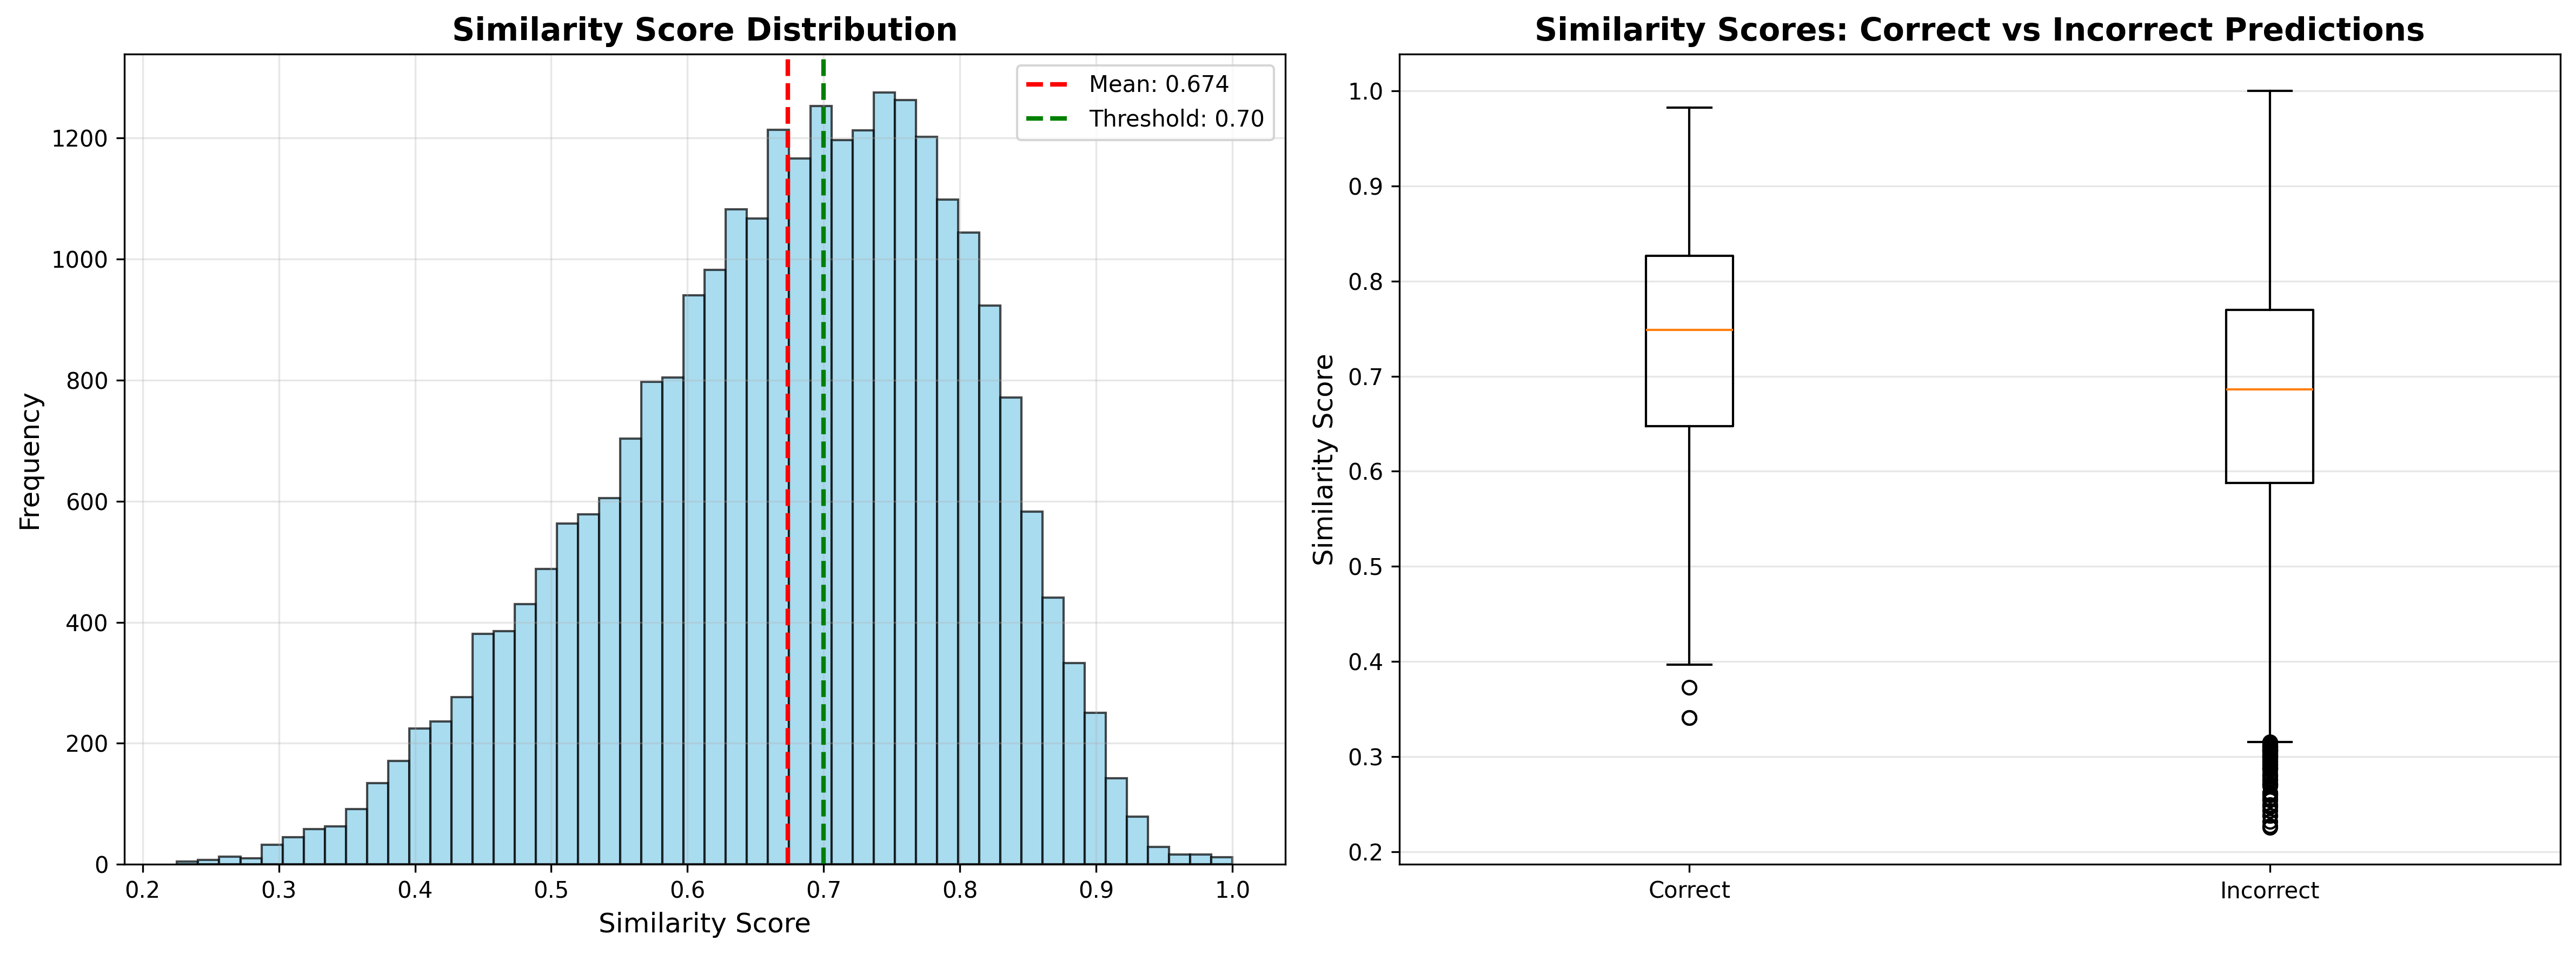 Similarity Score Distribution
Mean: 0.674
Threshold: 0.70
Frequency
1200
1000
800
600
400
200
0
0.2 0.3 0.4 0.5 0.6 0.7 0.8 0.9 1.0
Similarity Score
Similarity Scores: Correct vs Incorrect Predictions
Similarity Score
1.0
0.9
0.8
0.7
0.6
0.5
0.4
0.3
0.2
Correct Incorrect